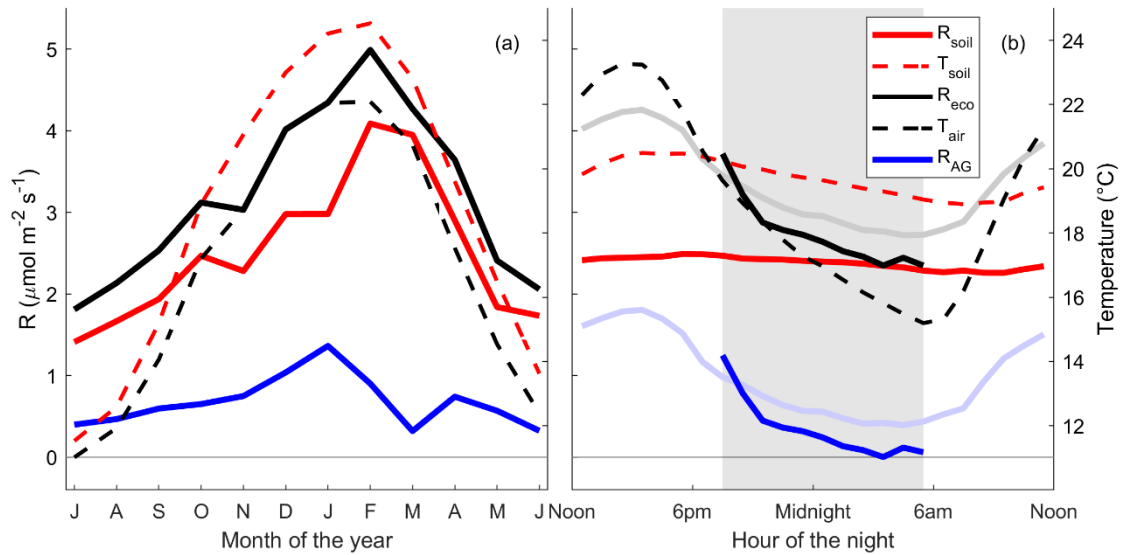 (a)
5
4
3
2
1
0
R (μmol m⁻² s⁻¹)
J A S O N D J F M A M J
Month of the year
(b)
R_soil
T_soil
R_eco
T_air
R_AG
24
22
20
18
16
14
12
Temperature (°C)
Noon 6pm Midnight 6am Noon
Hour of the night